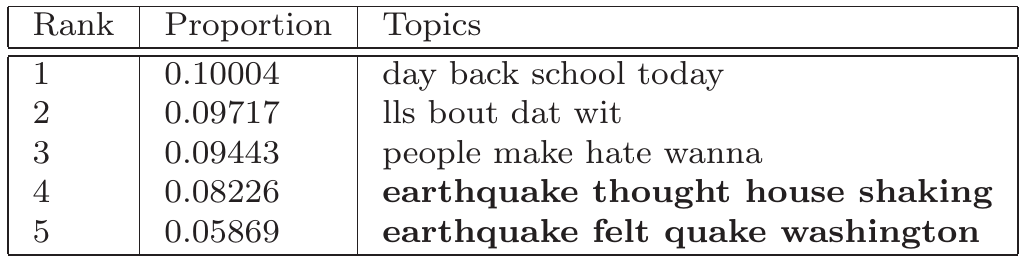 Rank Proportion Topics
1 0.10004 day back school today
2 0.09717 lls bout dat wit
3 0.09443 people make hate wanna
4 0.08226 earthquake thought house shaking
5 0.05869 earthquake felt quake washington